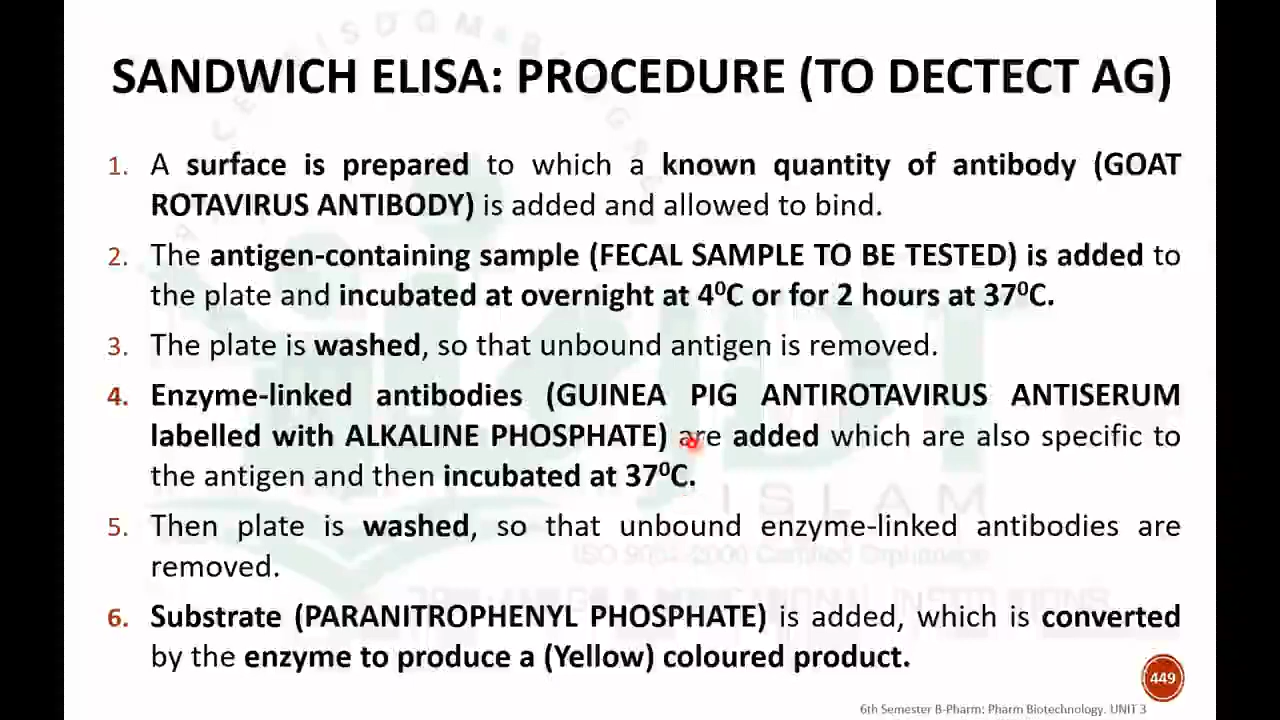 SANDWICH ELISA: PROCEDURE (TO DECTECT AG)
1. A surface is prepared to which a known quantity of antibody (GOAT
ROTAVIRUS ANTIBODY) is added and allowed to bind.
2. The antigen-containing sample (FECAL SAMPLE TO BE TESTED) is added to
the plate and incubated at overnight at 4⁰C or for 2 hours at 37⁰C.
3. The plate is washed, so that unbound antigen is removed.
4. Enzyme-linked antibodies (GUINEA PIG ANTIROTAVIRUS ANTISERUM
labelled with ALKALINE PHOSPHATE) are added which are also specific to
the antigen and then incubated at 37⁰C.
ISLAM
5. Then plate is washed, so that unbound enzyme-linked antibodies are
removed.
6. Substrate (PARANITROPHENYL PHOSPHATE) is added, which is converted
by the enzyme to produce a (Yellow) coloured product.
449
6th Semester B-Pharm: Pharm Biotechnology. UNIT 3